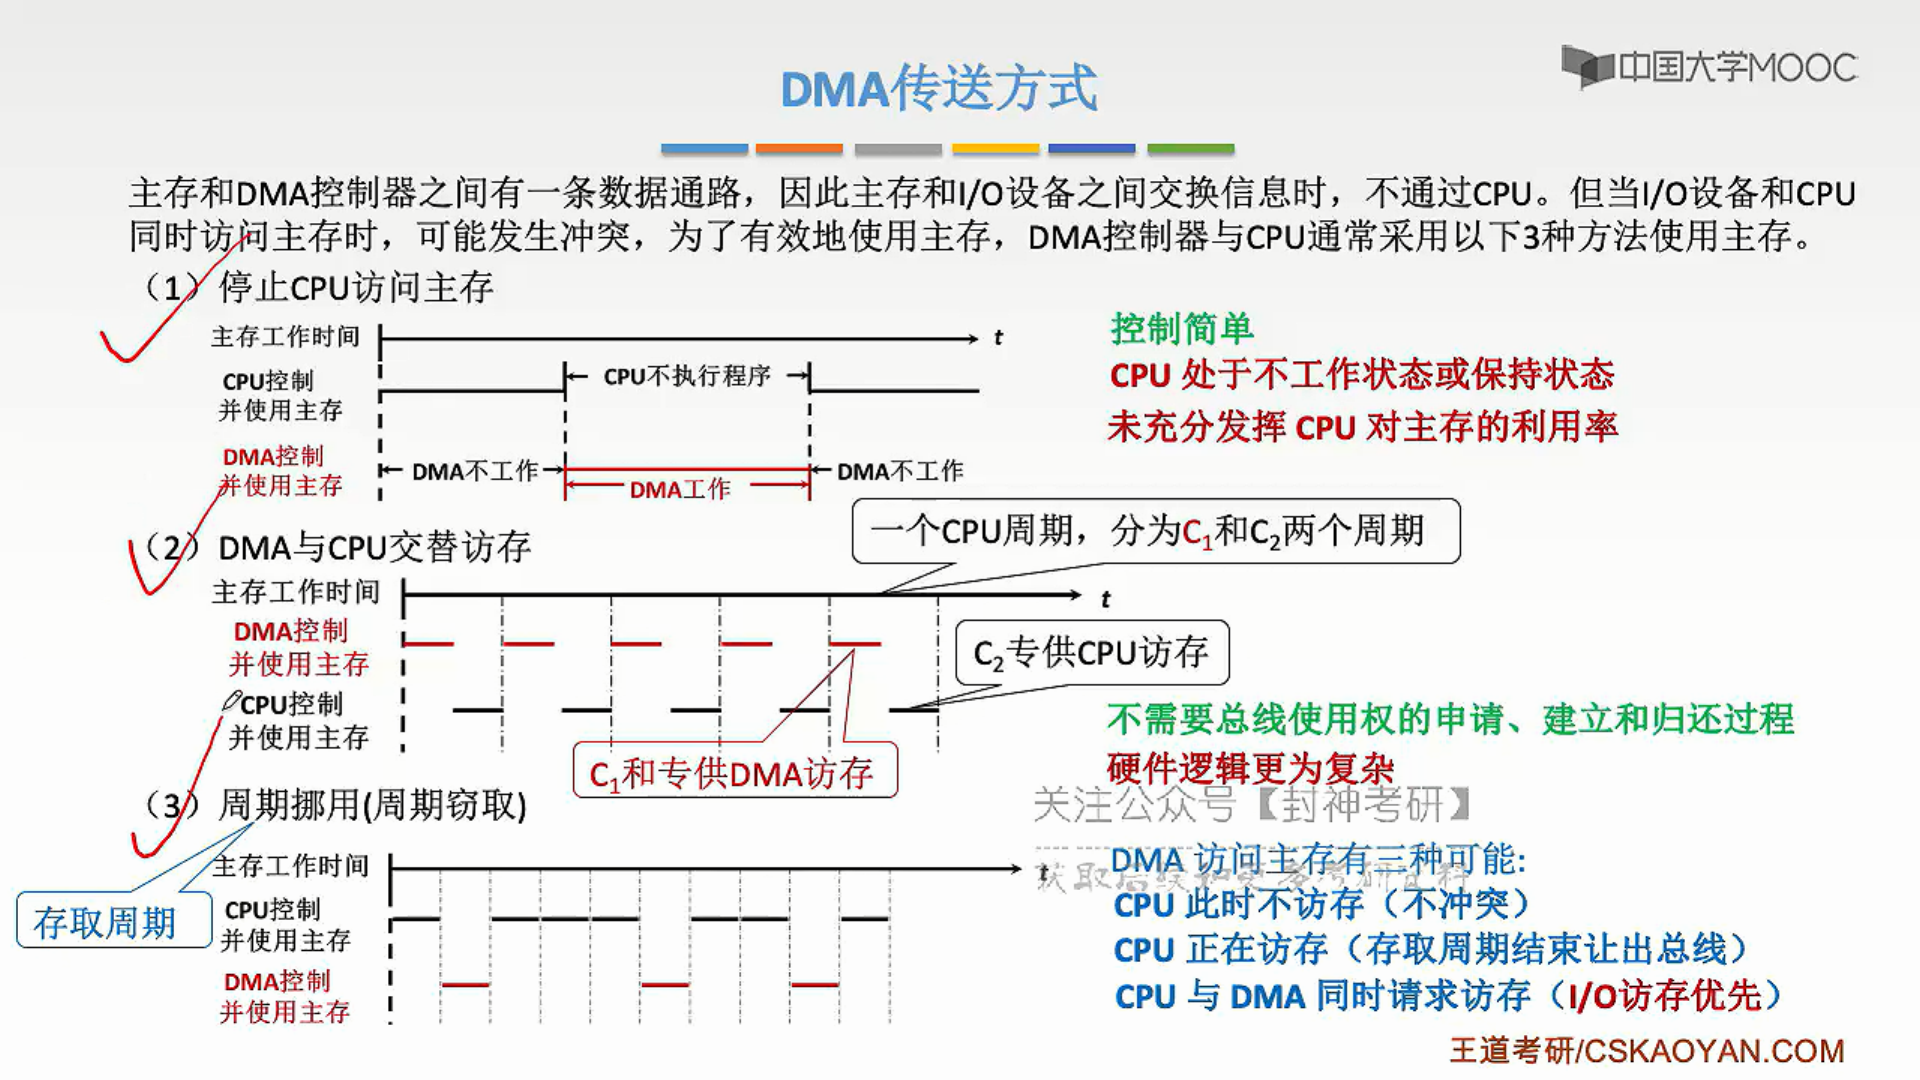 DMA传送方式
中国大学MOOC
主存和DMA控制器之间有一条数据通路，因此主存和I/O设备之间交换信息时，不通过CPU。但当I/O设备和CPU
同时访问主存时，可能发生冲突，为了有效地使用主存，DMA控制器与CPU通常采用以下3种方法使用主存。
（1）停止CPU访问主存
主存工作时间
t
CPU控制
并使用主存
CPU不执行程序
DMA控制
并使用主存
DMA不工作
DMA工作
DMA不工作
控制简单
CPU 处于不工作状态或保持状态
未充分发挥 CPU 对主存的利用率
（2）DMA与CPU交替访存
一个CPU周期，分为C1和C2两个周期
主存工作时间
t
DMA控制
并使用主存
C2专供CPU访存
CPU控制
并使用主存
C1和专供DMA访存
不需要总线使用权的申请、建立和归还过程
硬件逻辑更为复杂
关注公众号【封神考研】
（3）周期挪用(周期窃取)
主存工作时间
t
存取周期
CPU控制
并使用主存
DMA控制
并使用主存
DMA 访问主存有三种可能:
CPU 此时不访存（不冲突）
CPU 正在访存（存取周期结束让出总线）
CPU 与 DMA 同时请求访存（I/O访存优先）
王道考研/CSKAOYAN.COM